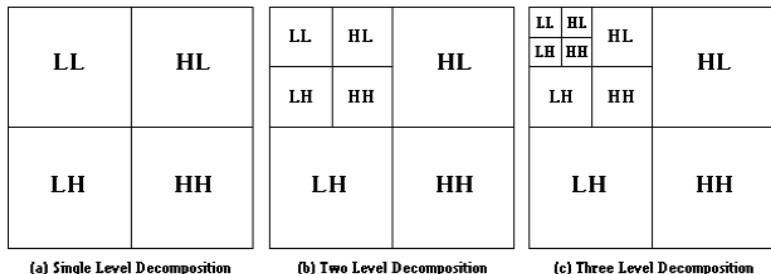 LL HL
LH HH
(a) Single Level Decomposition
LL HL
LH HH
HL
LH HH
(b) Two Level Decomposition
LL HL
LH HH
HL
LH HH
HL
LH HH
(c) Three Level Decomposition